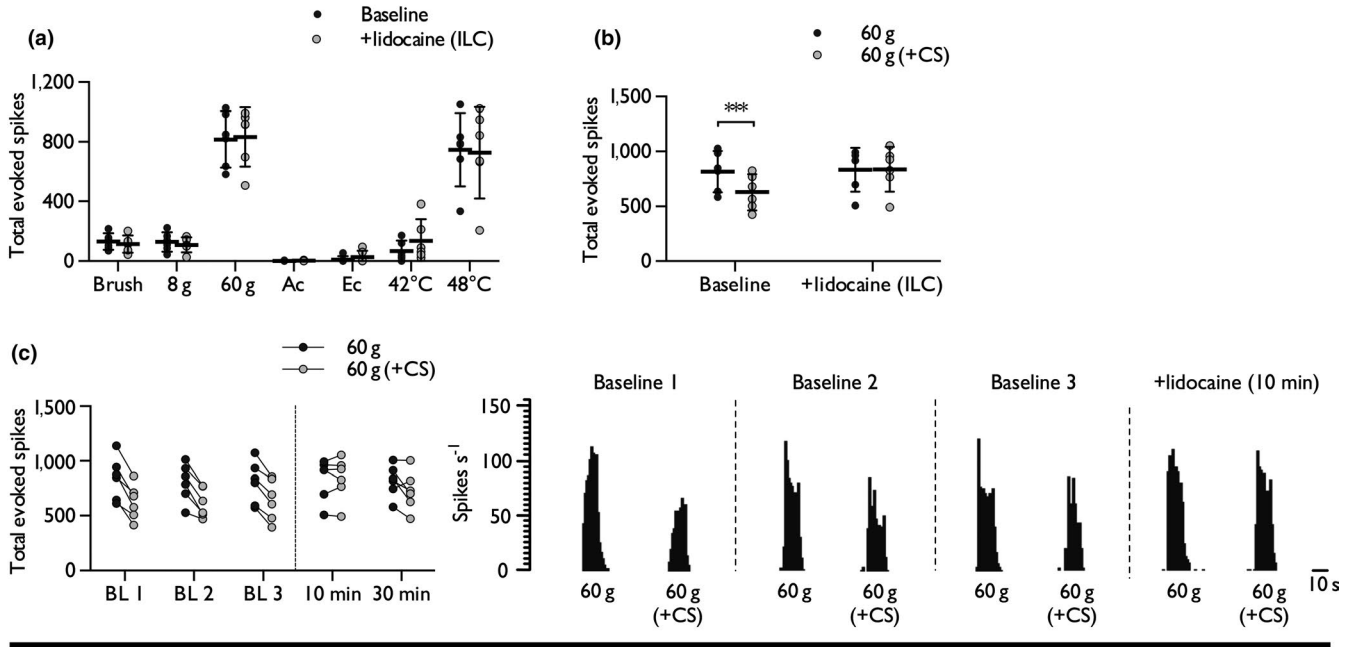 (a)
Baseline
+lidocaine (ILC)
Total evoked spikes
1,200
800
400
0
Brush 8 g 60 g Ac Ec 42°C 48°C
(b)
60 g
60 g (+CS)
Total evoked spikes
1,500
1,000
500
0
***
Baseline +lidocaine (ILC)
(c)
60 g
60 g (+CS)
Total evoked spikes
1,500
1,000
500
0
BL 1 BL 2 BL 3 10 min 30 min
Baseline 1 Baseline 2 Baseline 3 +lidocaine (10 min)
Spikes s⁻¹
150
100
50
0
60 g 60 g 60 g 60 g 60 g 60 g 60 g 60 g
(+CS) (+CS) (+CS) (+CS)
10 s